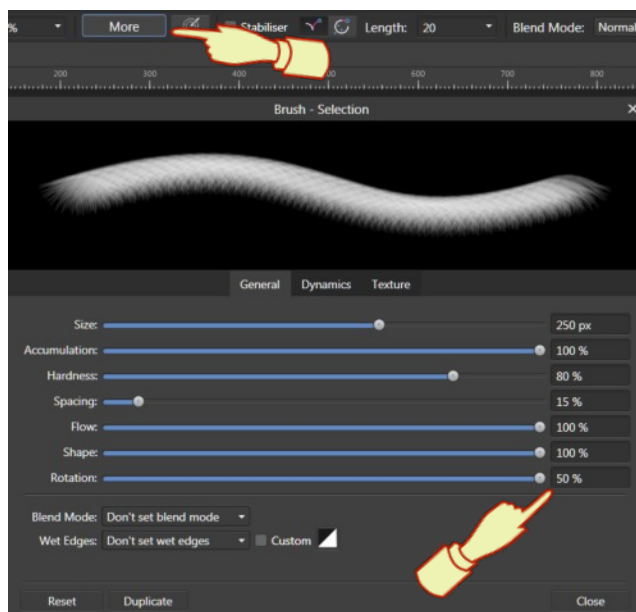 % More Stabiliser Length: 20 Blend Mode: Normal
200 300 400 500 600 700 800
Brush - Selection
General Dynamics Texture
Size: 250 px
Accumulation: 100 %
Hardness: 80 %
Spacing: 15 %
Flow: 100 %
Shape: 100 %
Rotation: 50 %
Blend Mode: Don't set blend mode
Wet Edges: Don't set wet edges Custom
Reset Duplicate Close